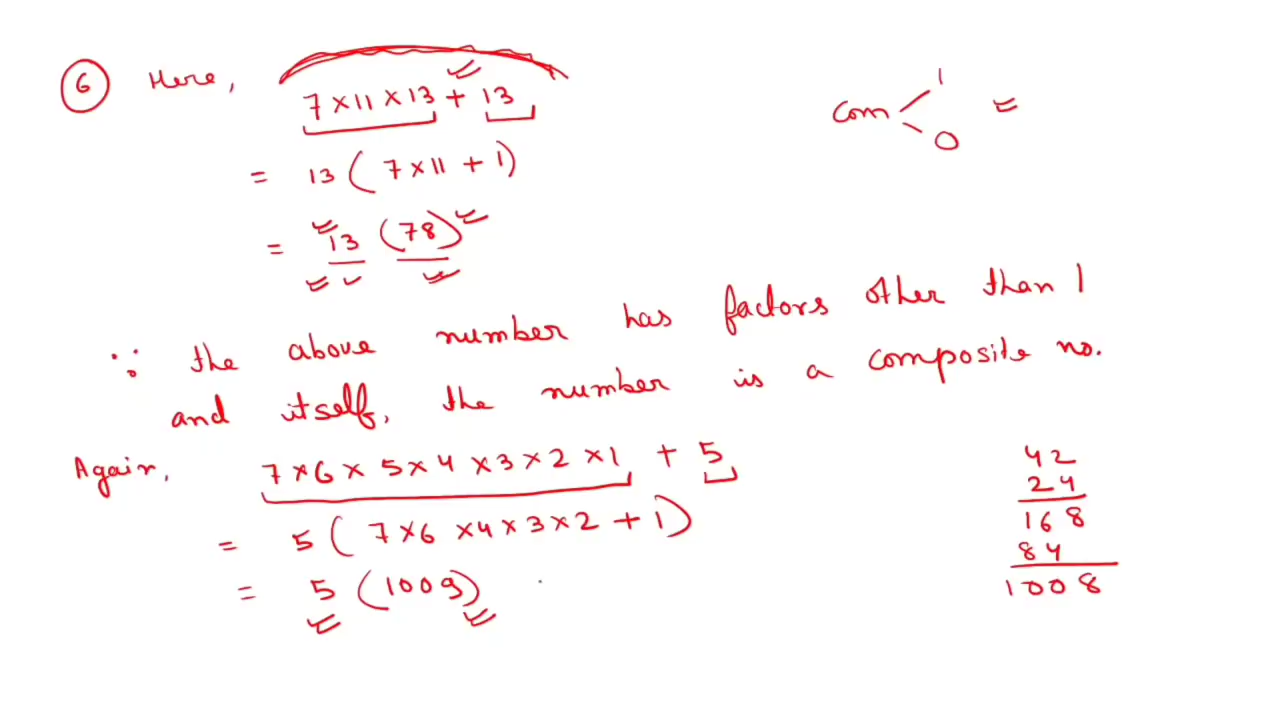 6 Here, 7 × 11 × 13 + 13
= 13 ( 7 × 11 + 1 )
= 13 ( 78 )
Com 1 0
∵ the above number has factors other than 1
and itself, the number is a composite no.
Again, 7 × 6 × 5 × 4 × 3 × 2 × 1 + 5
= 5 ( 7 × 6 × 4 × 3 × 2 + 1 )
= 5 ( 1009 )
42
24
168
84
1008